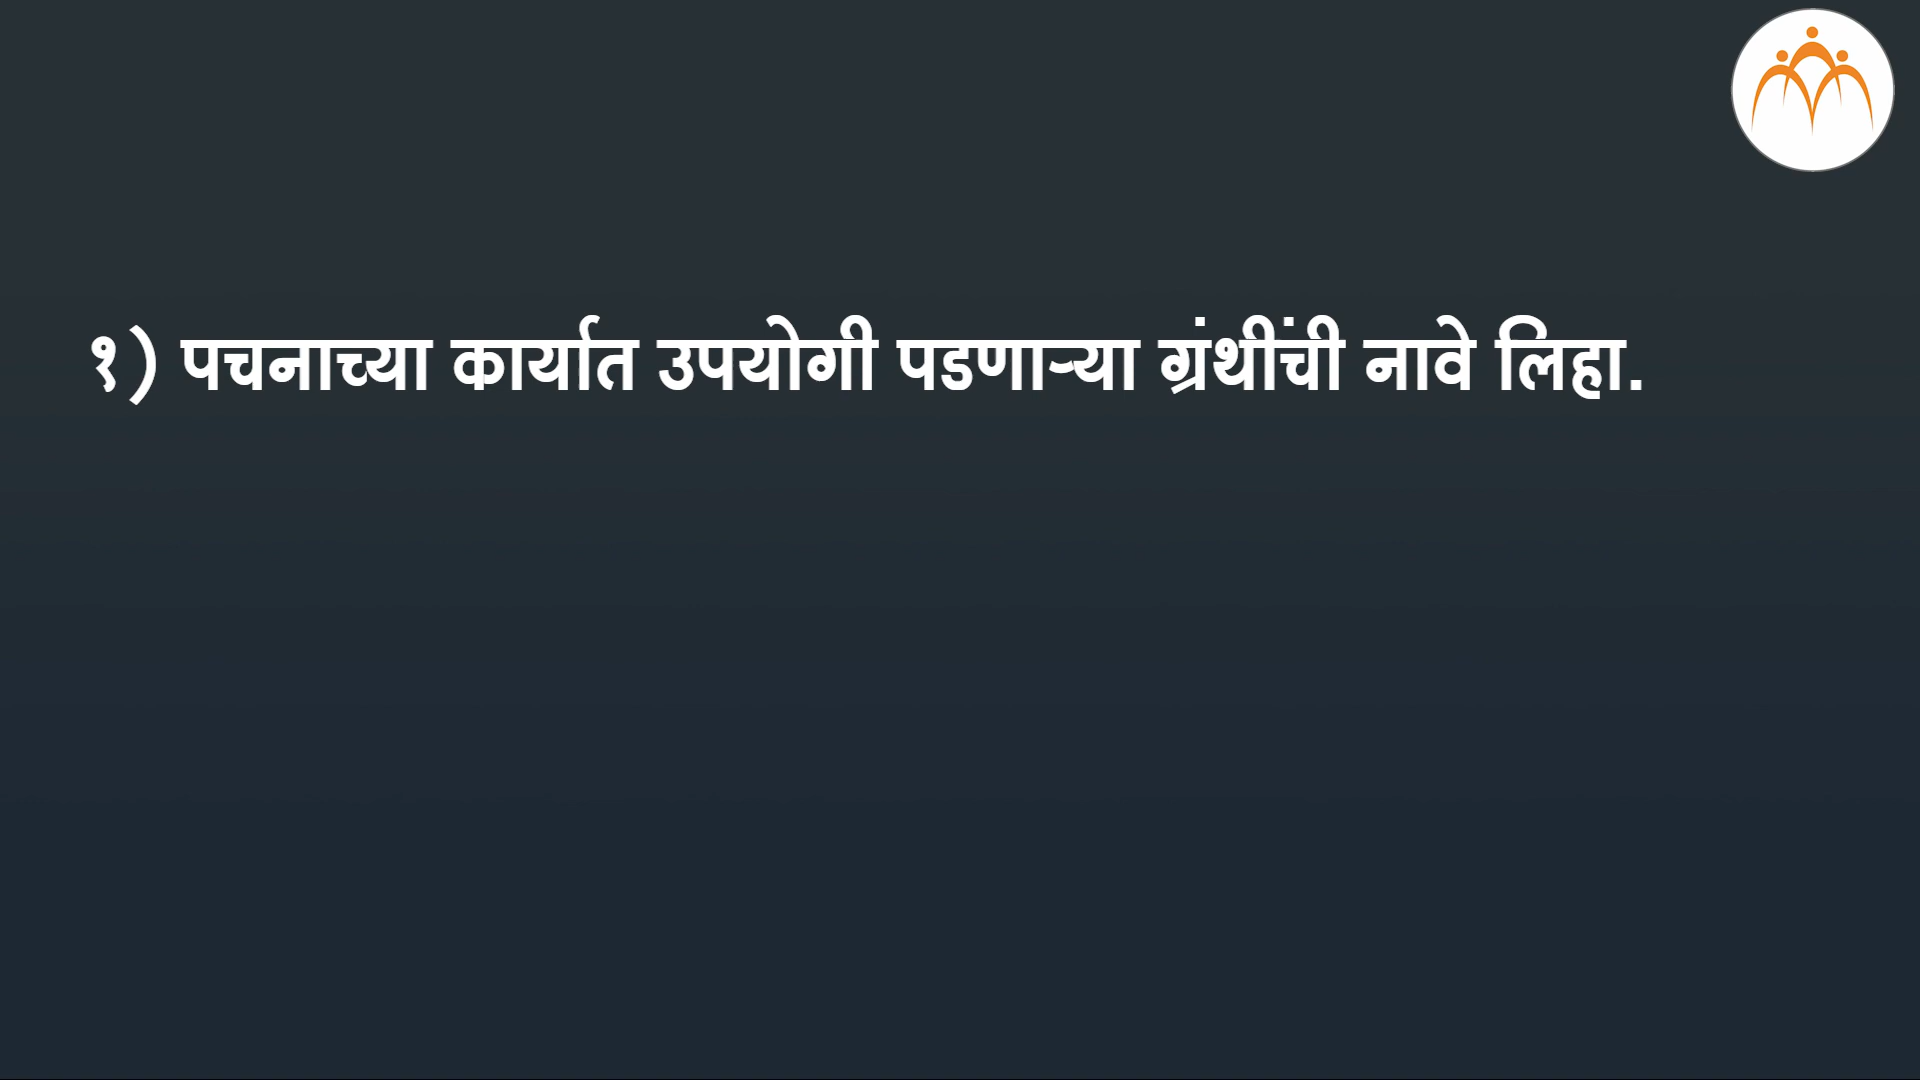 १) पचनाच्या कार्यात उपयोगी पडणाऱ्या ग्रंथींची नावे लिहा.